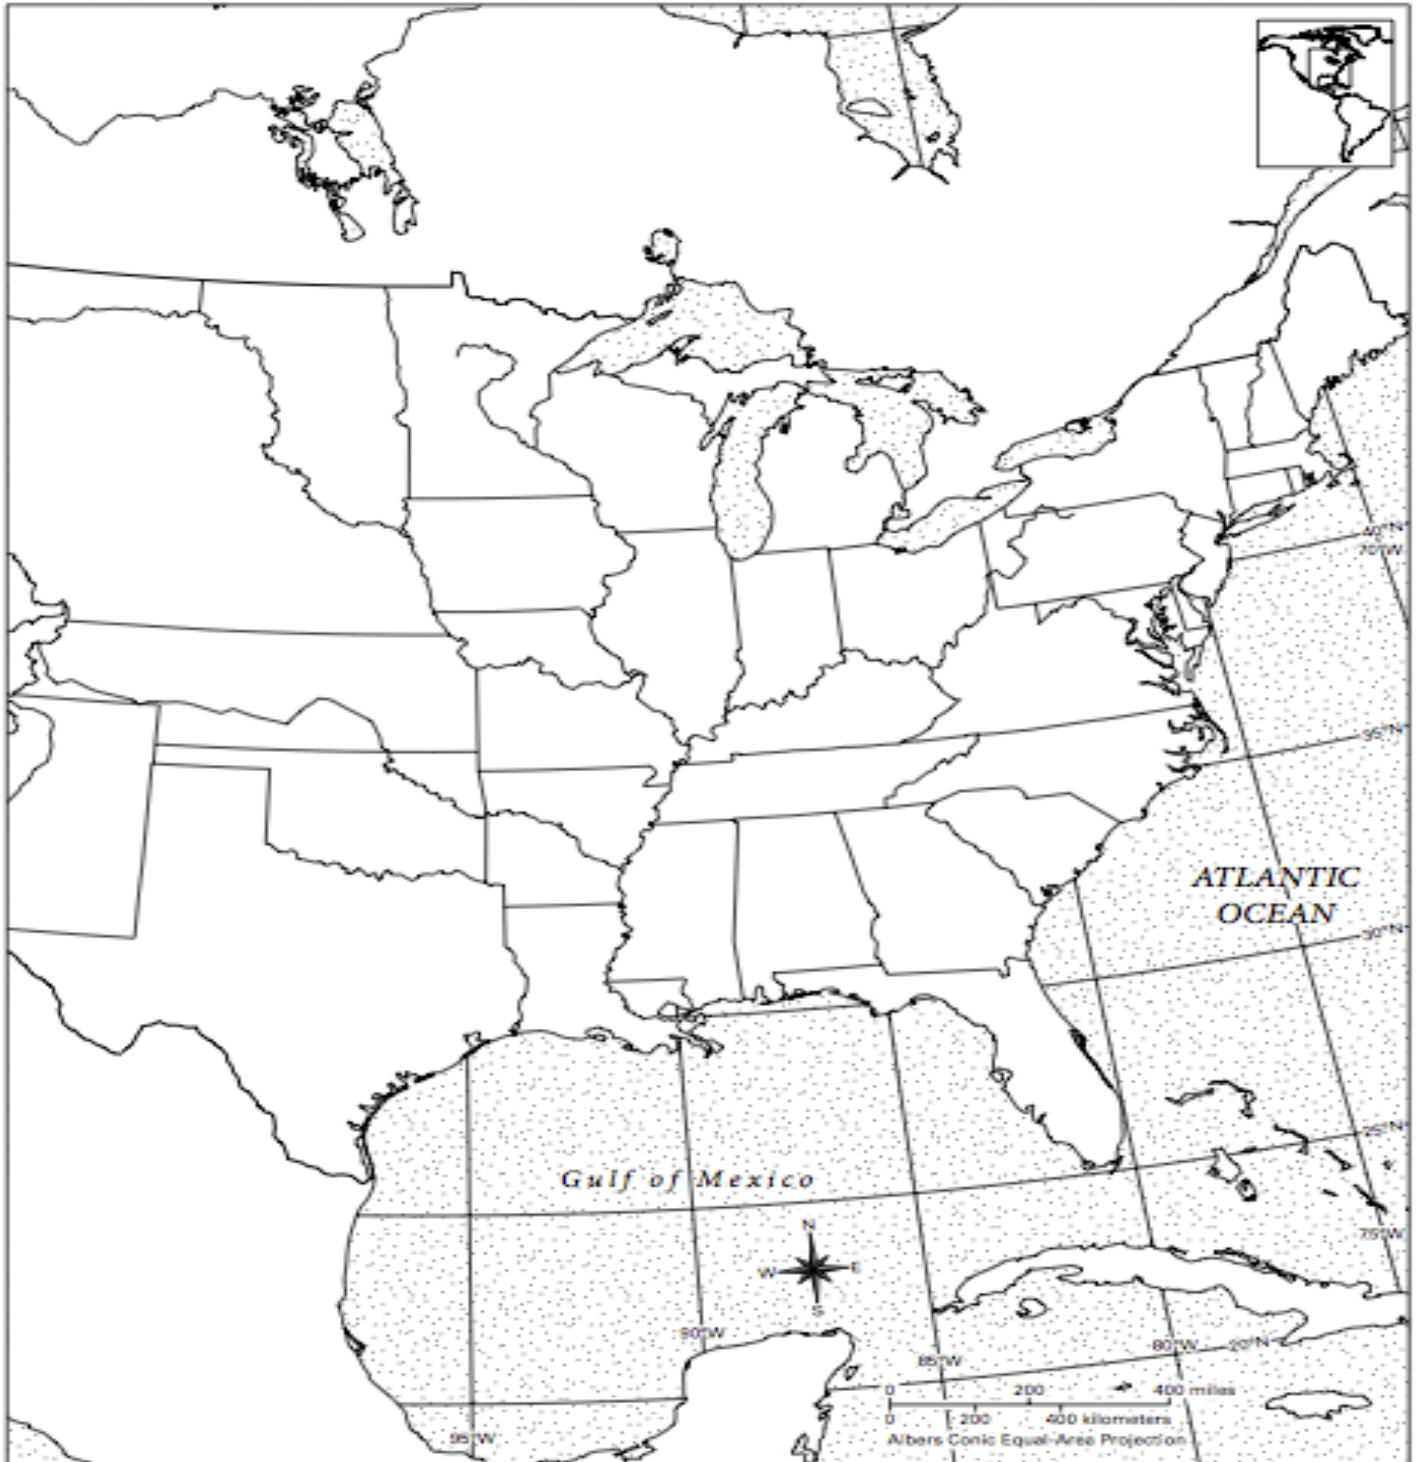 40°N
70°W
35°N
ATLANTIC
OCEAN
30°N
25°N
Gulf of Mexico
75°W
N
W
E
S
90°W
80°W
20°N
85°W
0 200 400 miles
0 200 400 kilometers
Albers Conic Equal-Area Projection
95°W